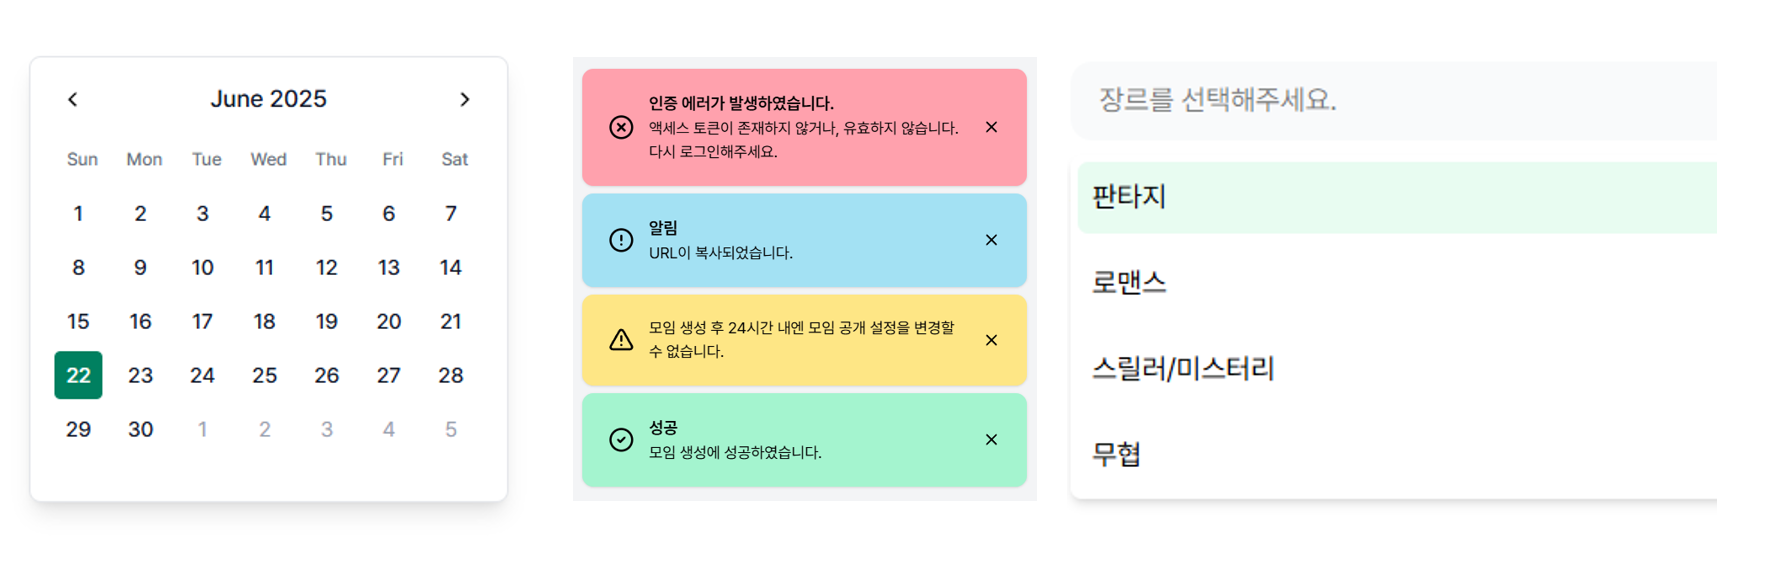 June 2025
Sun Mon Tue Wed Thu Fri Sat
1 2 3 4 5 6 7
8 9 10 11 12 13 14
15 16 17 18 19 20 21
22 23 24 25 26 27 28
29 30 1 2 3 4 5
인증 에러가 발생하였습니다.
액세스 토큰이 존재하지 않거나, 유효하지 않습니다.
다시 로그인해주세요.
알림
URL이 복사되었습니다.
모임 생성 후 24시간 내엔 모임 공개 설정을 변경할
수 없습니다.
성공
모임 생성에 성공하였습니다.
장르를 선택해주세요.
판타지
로맨스
스릴러/미스터리
무협